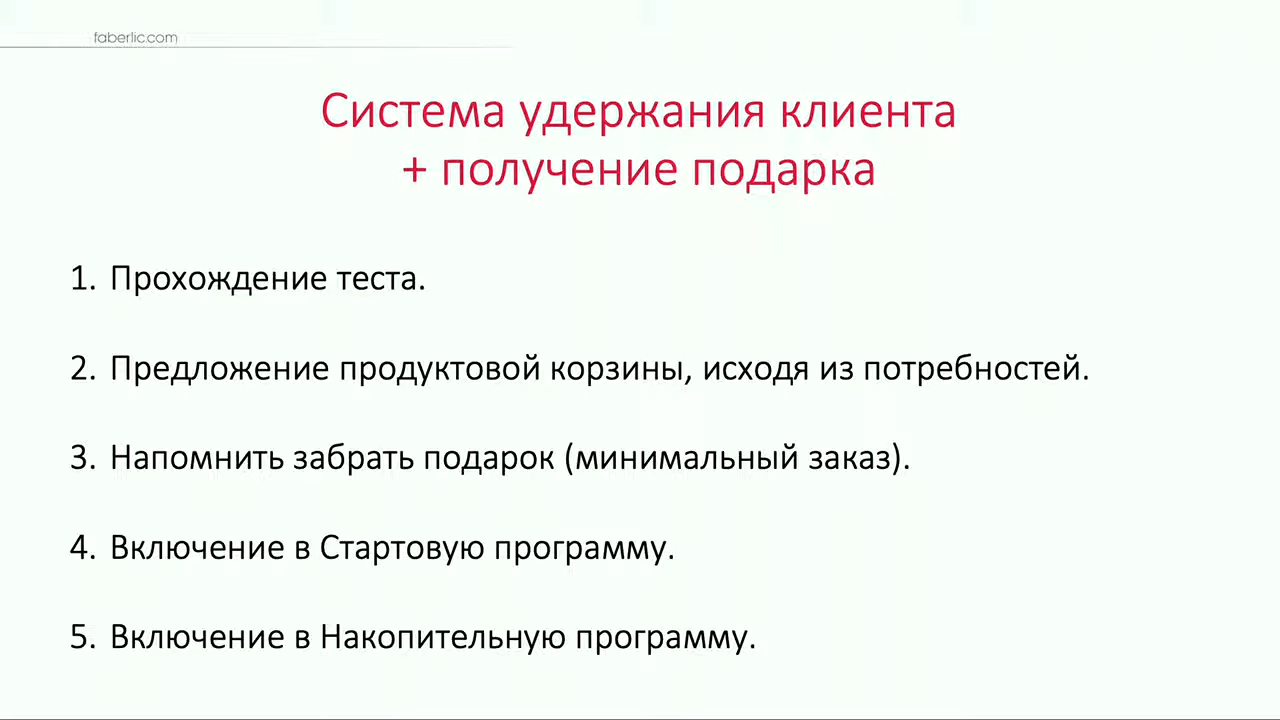 faberlic.com
Система удержания клиента
+ получение подарка
1. Прохождение теста.
2. Предложение продуктовой корзины, исходя из потребностей.
3. Напомнить забрать подарок (минимальный заказ).
4. Включение в Стартовую программу.
5. Включение в Накопительную программу.